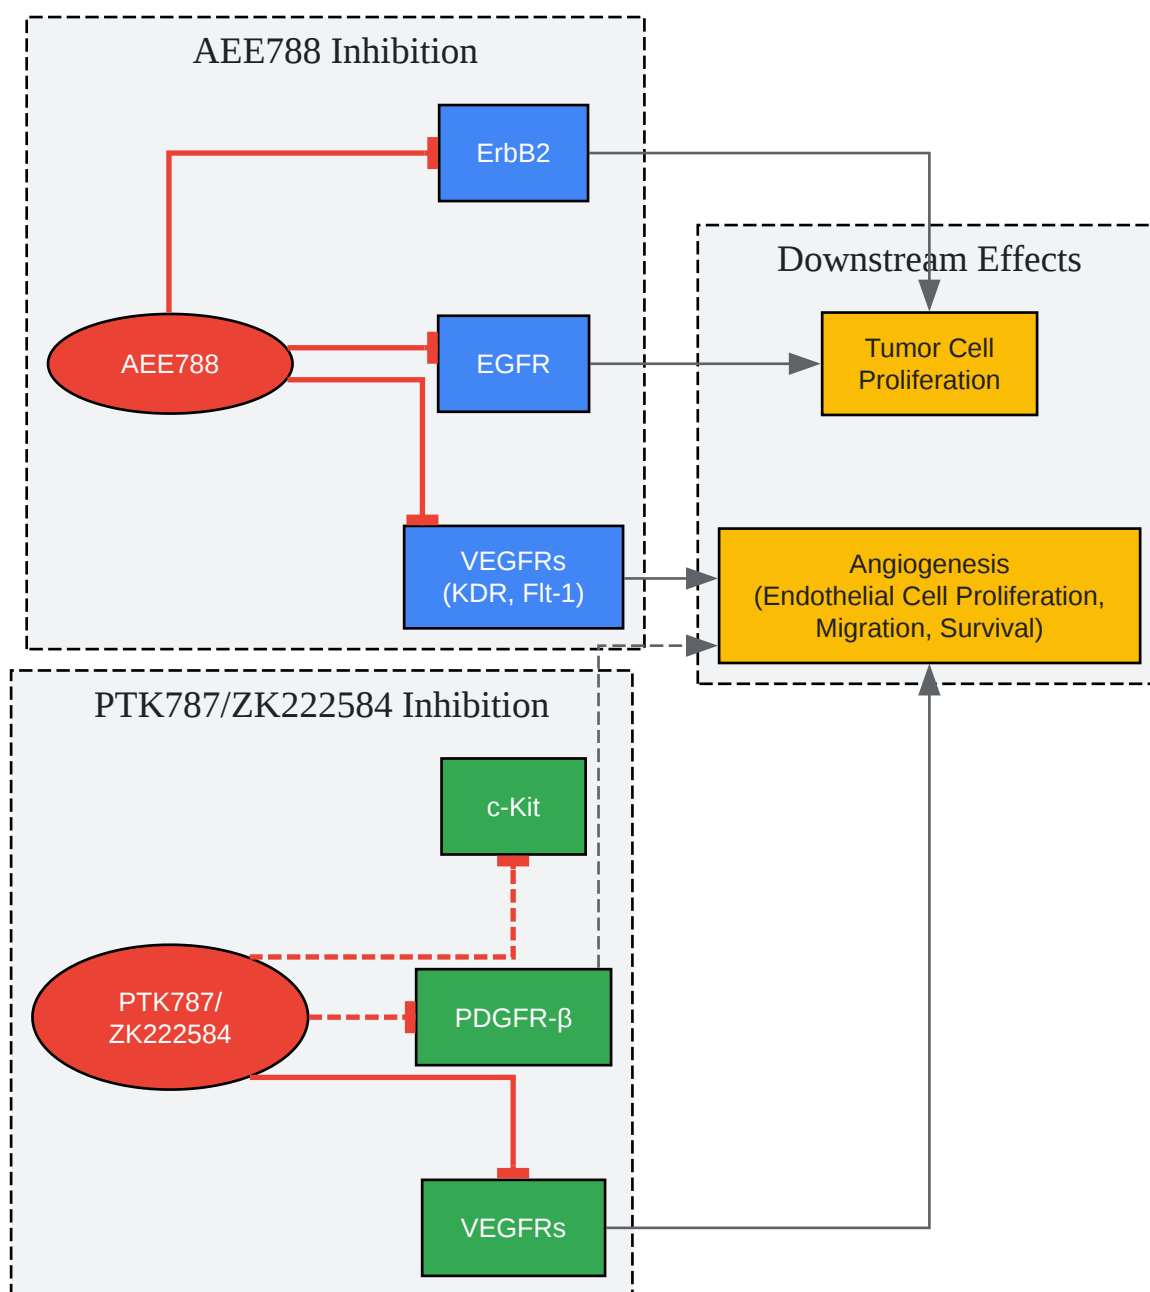 AEE788 Inhibition
ErbB2
AEE788
EGFR
VEGFRs
(KDR, Flt-1)
Downstream Effects
Tumor Cell
Proliferation
Angiogenesis
(Endothelial Cell Proliferation,
Migration, Survival)
PTK787/ZK222584 Inhibition
c-Kit
PTK787/
ZK222584
PDGFR-β
VEGFRs